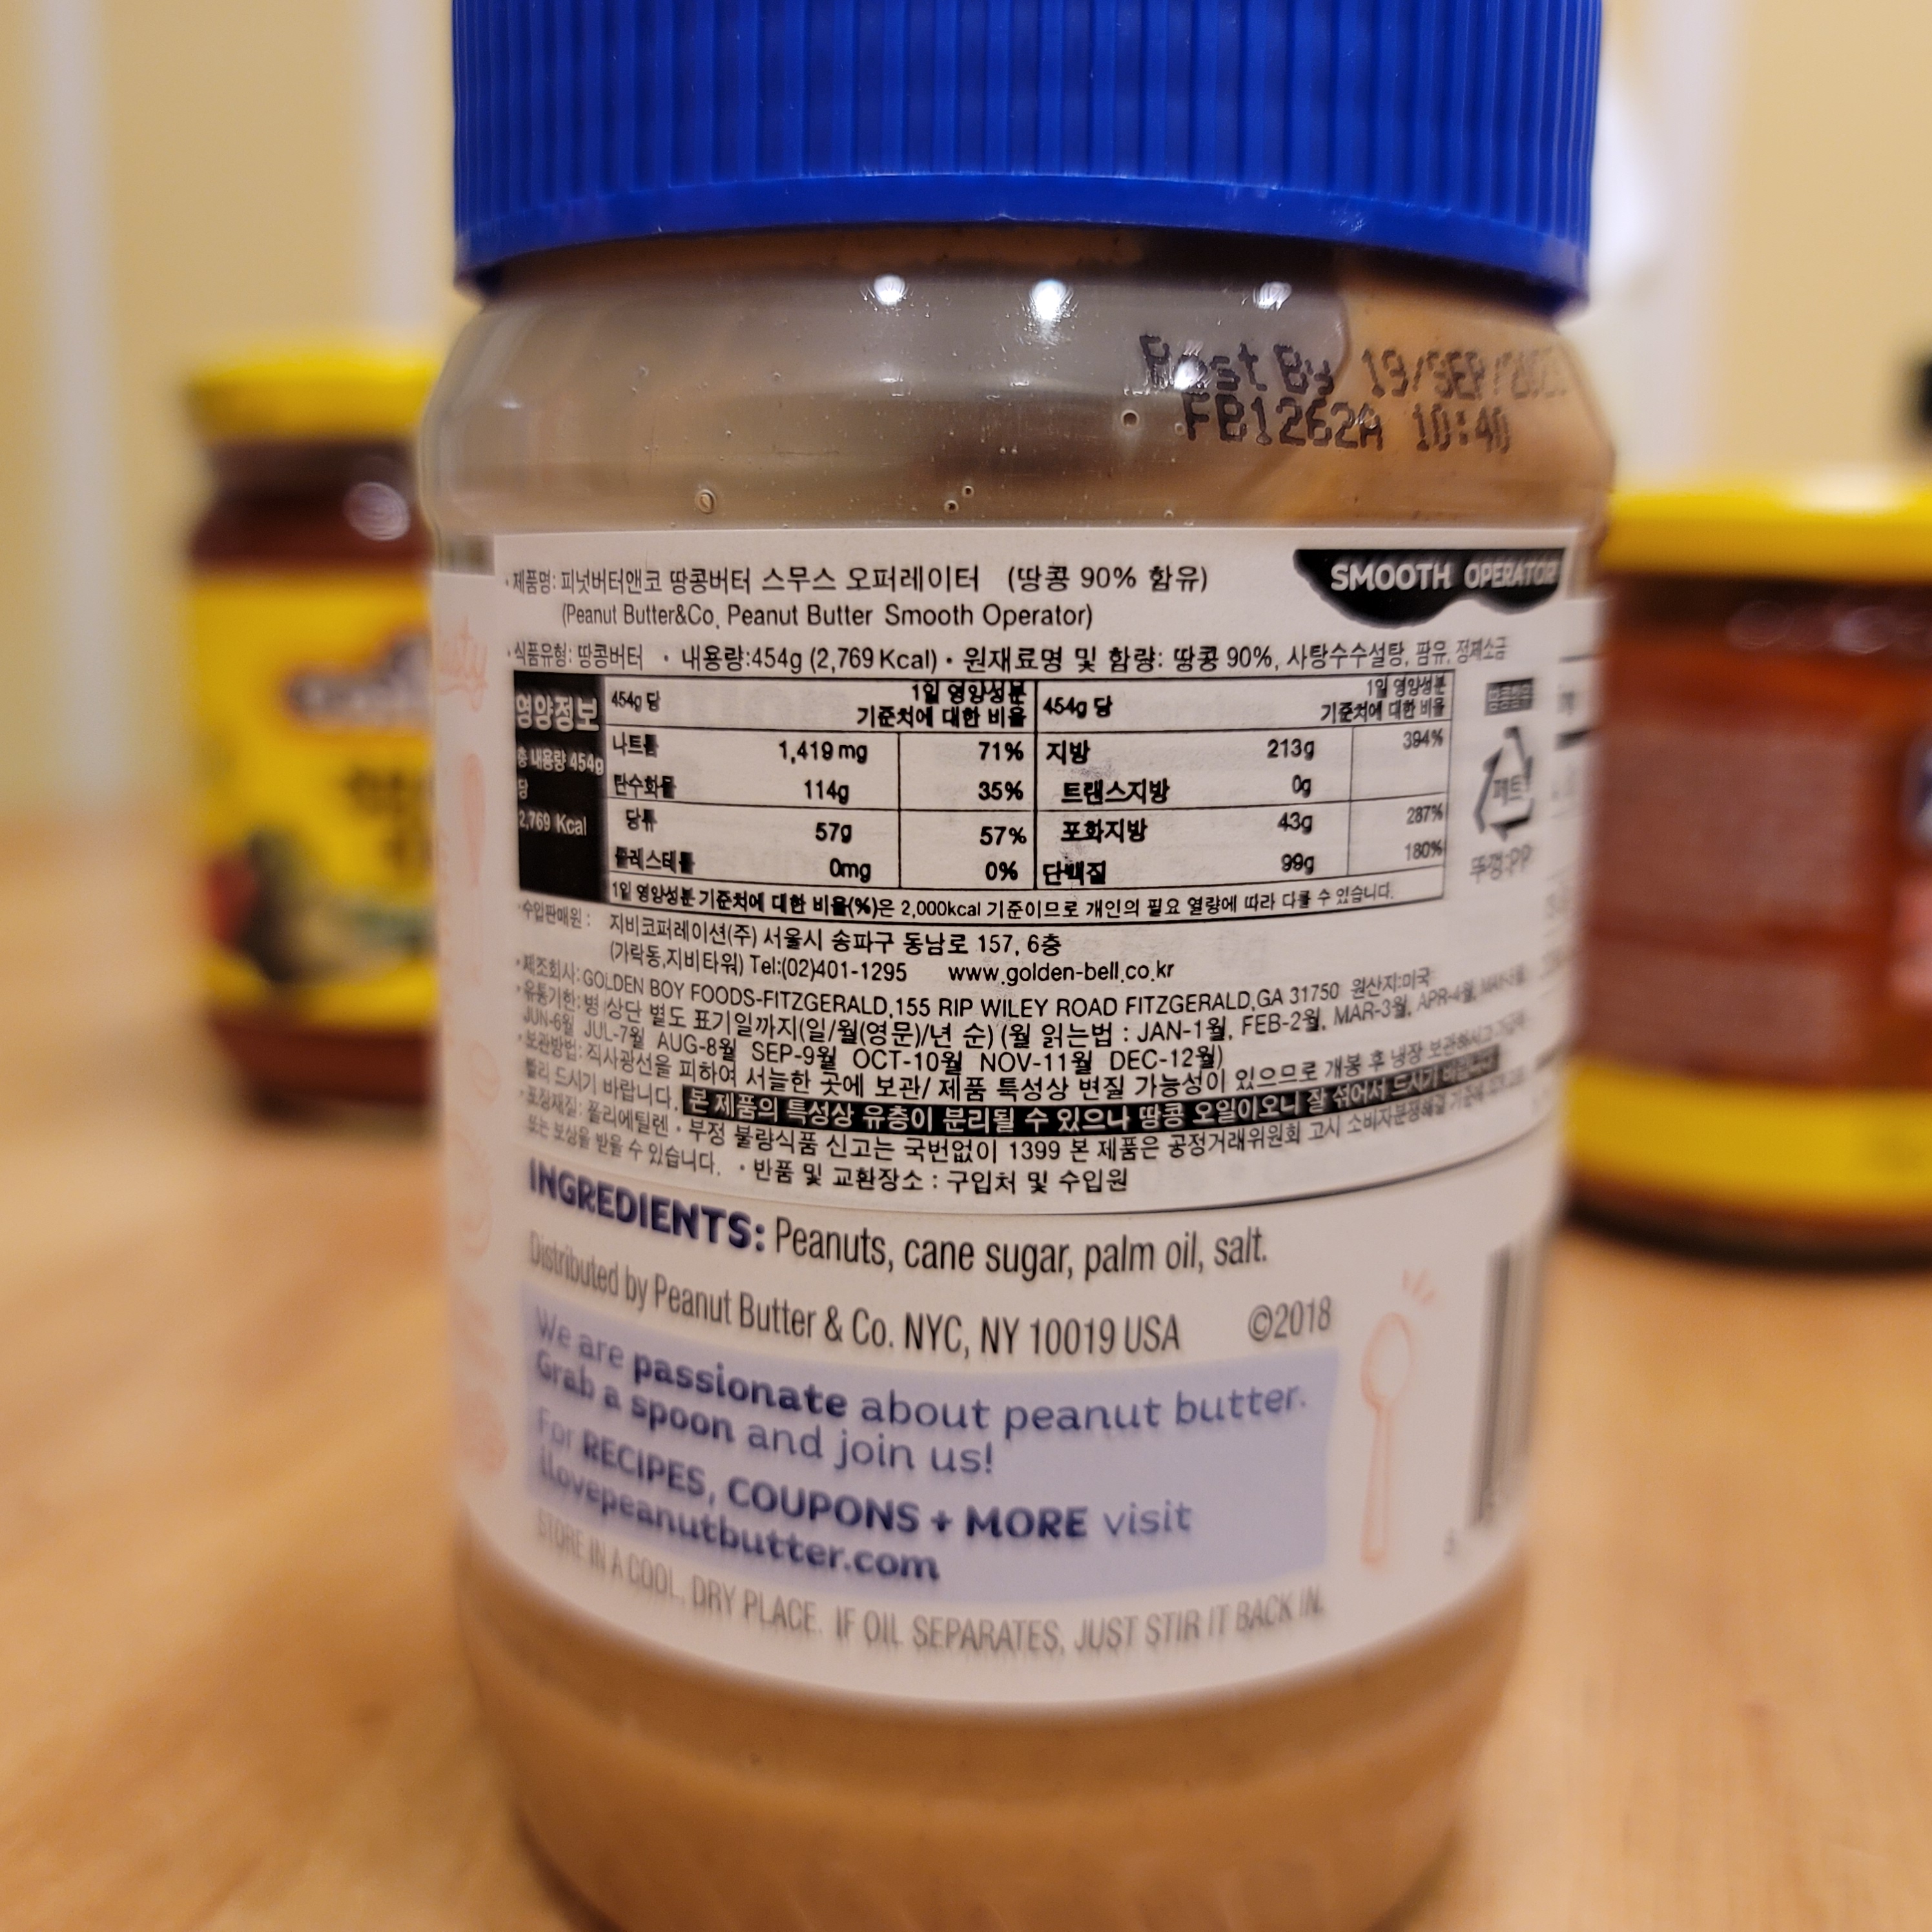 Best By 19/SEP/202
FB1262A 10:40
SMOOTH OPERATOR
· 제품명: 피넛버터앤코 땅콩버터 스무스 오퍼레이터 (땅콩 90% 함유)
(Peanut Butter&Co, Peanut Butter Smooth Operator)
· 식품유형: 땅콩버터 · 내용량:454g (2,769 Kcal) · 원재료명 및 함량: 땅콩 90%, 사탕수수설탕, 팜유, 정제소금
영양정보
총 내용량 454g
당
2,769 Kcal
454g 당 1일 영양성분 기준치에 대한 비율
나트륨 1,419 mg 71%
탄수화물 114g 35%
당류 57g 57%
콜레스테롤 0mg 0%
454g 당 1일 영양성분 기준치에 대한 비율
지방 213g 394%
트랜스지방 0g
포화지방 43g 287%
단백질 99g 180%
1일 영양성분 기준치에 대한 비율(%)은 2,000kcal 기준이므로 개인의 필요 열량에 따라 다를 수 있습니다.
페트
뚜껑:PP
· 수입판매원 : 지비코퍼레이션(주) 서울시 송파구 동남로 157, 6층
(가락동,지비타워) Tel:(02)401-1295 www.golden-bell.co.kr
· 제조회사: GOLDEN BOY FOODS-FITZGERALD,155 RIP WILEY ROAD FITZGERALD,GA 31750 원산지:미국
· 유통기한: 병 상단 별도 표기일까지(일/월(영문)/년 순) (월 읽는법 : JAN-1월, FEB-2월, MAR-3월, APR-4월, MAY-5월,
JUN-6월 JUL-7월 AUG-8월 SEP-9월 OCT-10월 NOV-11월 DEC-12월)
· 보관방법: 직사광선을 피하여 서늘한 곳에 보관/ 제품 특성상 변질 가능성이 있으므로 개봉 후 냉장 보관하시고
빨리 드시기 바랍니다. 본 제품의 특성상 유층이 분리될 수 있으나 땅콩 오일이오니 잘 섞어서 드시기 바랍니다
· 포장재질: 폴리에틸렌 · 부정 불량식품 신고는 국번없이 1399 본 제품은 공정거래위원회 고시 소비자분쟁해결 기준에
또는 보상을 받을 수 있습니다. · 반품 및 교환장소 : 구입처 및 수입원
INGREDIENTS: Peanuts, cane sugar, palm oil, salt.
Distributed by Peanut Butter & Co. NYC, NY 10019 USA ©2018
We are passionate about peanut butter.
Grab a spoon and join us!
For RECIPES, COUPONS + MORE visit
ilovepeanutbutter.com
STORE IN A COOL, DRY PLACE. IF OIL SEPARATES, JUST STIR IT BACK IN.